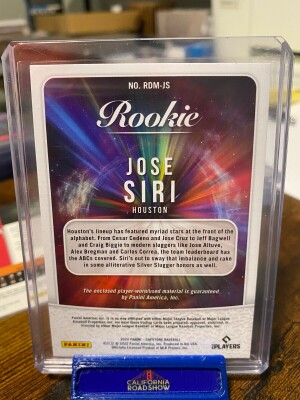 NO. RDM-JS
Rookie
JOSE
SIRI
HOUSTON
Houston's lineup has featured myriad stars at the front of the
alphabet. From Cesar Cedeno and Jose Cruz to Jeff Bagwell
and Craig Biggio to modern sluggers like Jose Altuve,
Alex Bregman and Carlos Correa, the team leaderboard has
the ABCs covered. Siri's out to sway that imbalance and rake
in some alliterative Silver Slugger honors as well.
The enclosed player-worn/used material is guaranteed
by Panini America, Inc.
PANINI
PLAYERS
CALIFORNIA
ROADSHOW